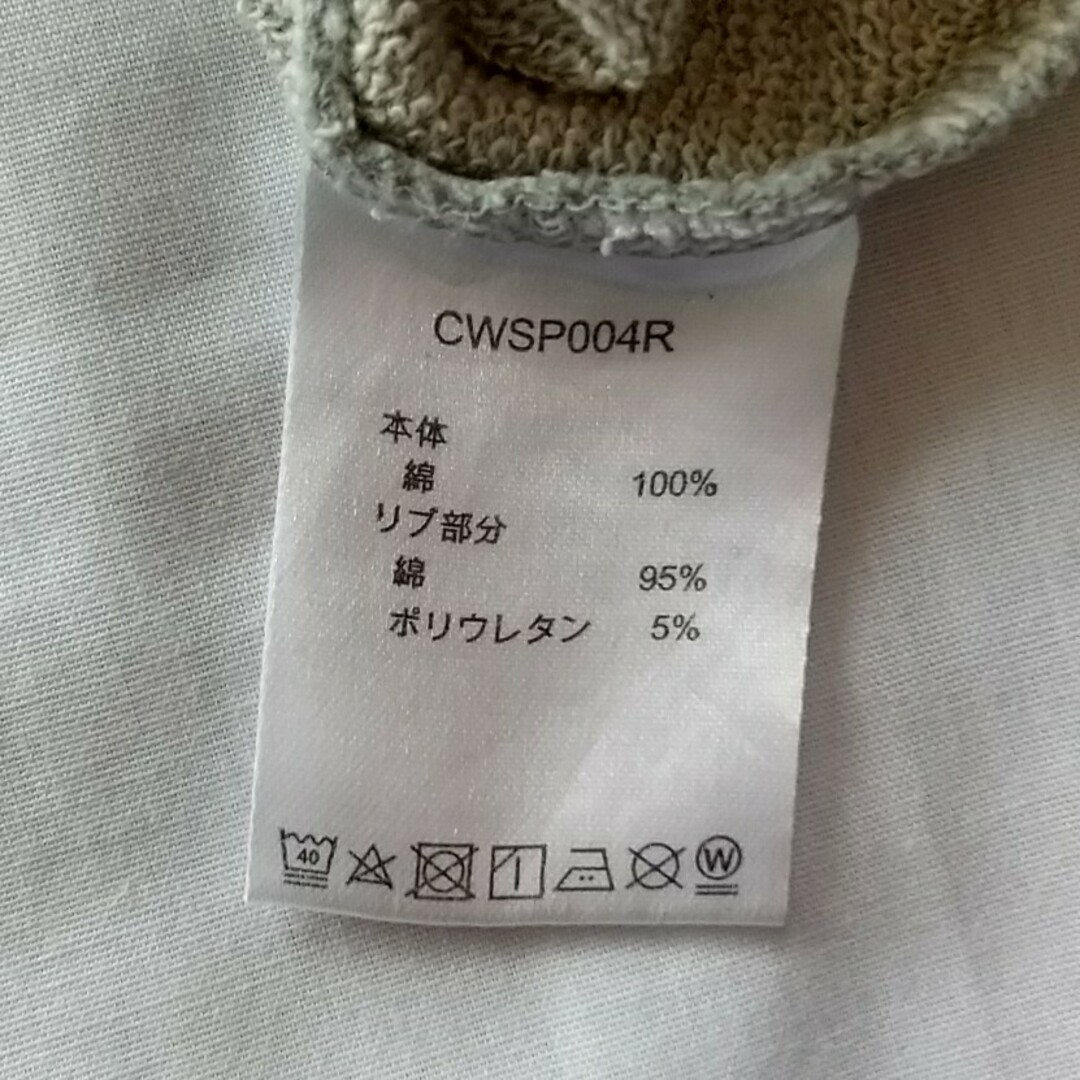 CWSP004R
本体
綿 100%
リブ部分
綿 95%
ポリウレタン 5%
40 W